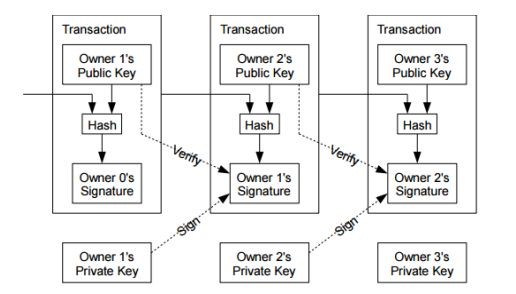 Transaction
Owner 1's
Public Key
Hash
Owner 0's
Signature
Transaction
Owner 2's
Public Key
Hash
Verify
Owner 1's
Signature
Transaction
Owner 3's
Public Key
Hash
Verify
Owner 2's
Signature
Owner 1's
Private Key
Sign
Owner 2's
Private Key
Sign
Owner 3's
Private Key